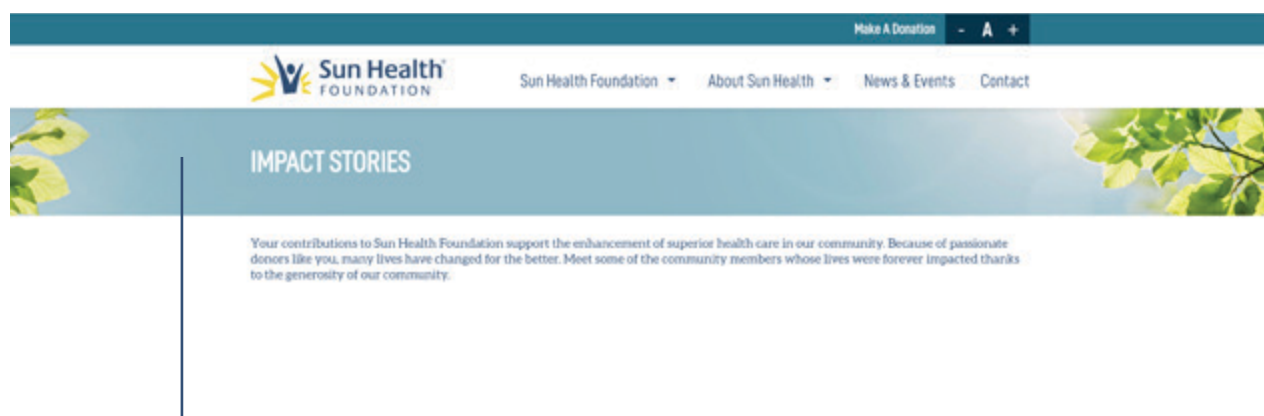 Make A Donation - A +
Sun Health
FOUNDATION
Sun Health Foundation About Sun Health News & Events Contact
IMPACT STORIES
Your contributions to Sun Health Foundation support the enhancement of superior health care in our community. Because of passionate
donors like you, many lives have changed for the better. Meet some of the community members whose lives were forever impacted thanks
to the generosity of our community.